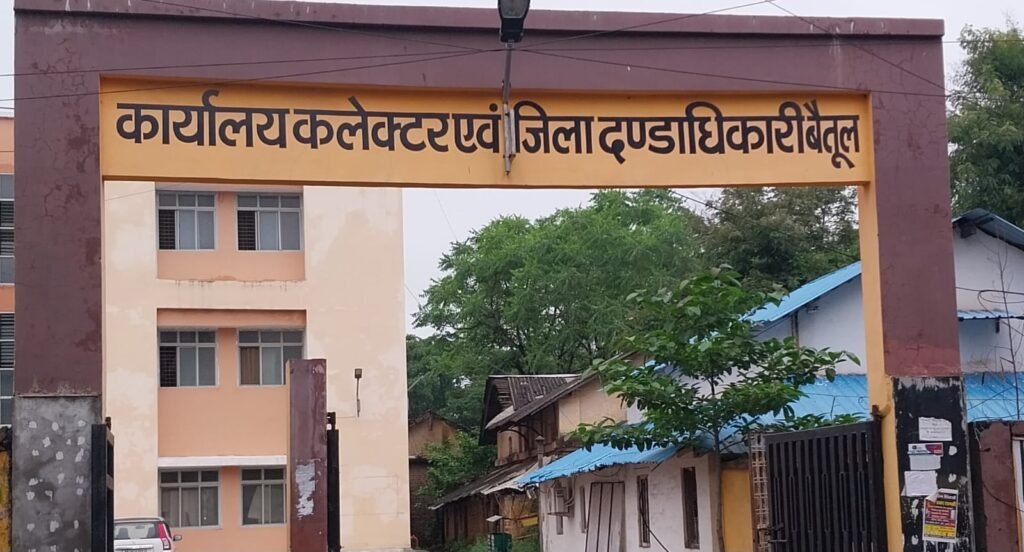 कार्यालय कलेक्टर एवं जिला दण्डाधिकारी बैतूल